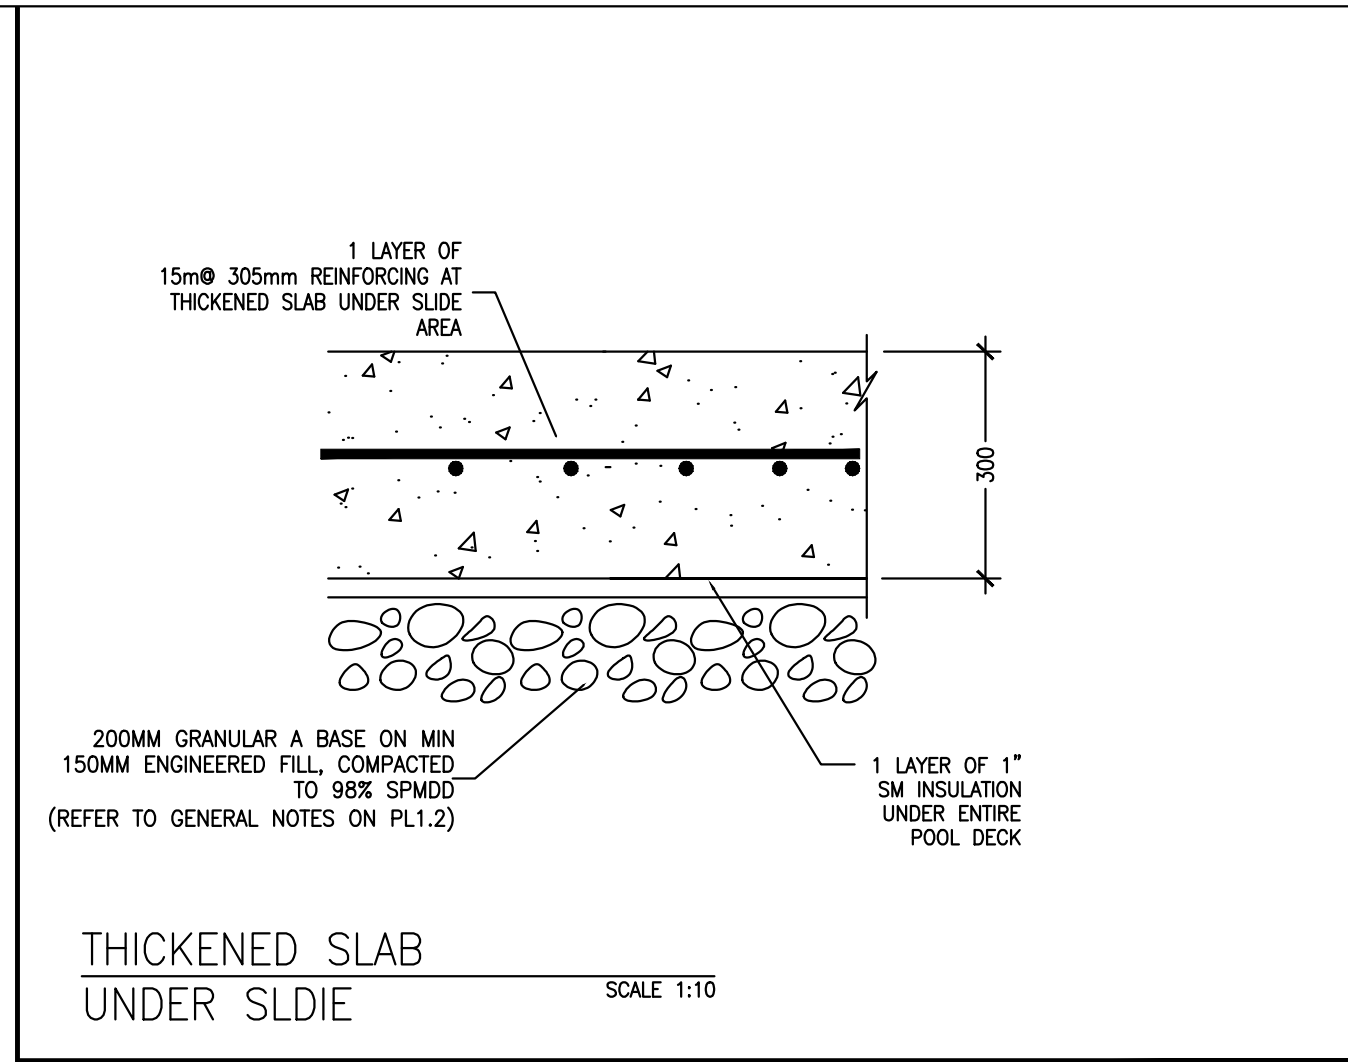 1 LAYER OF
15m@ 305mm REINFORCING AT
THICKENED SLAB UNDER SLIDE
AREA
300
200MM GRANULAR A BASE ON MIN
150MM ENGINEERED FILL, COMPACTED
TO 98% SPMDD
(REFER TO GENERAL NOTES ON PL1.2)
1 LAYER OF 1"
SM INSULATION
UNDER ENTIRE
POOL DECK
THICKENED SLAB
UNDER SLDIE
SCALE 1:10